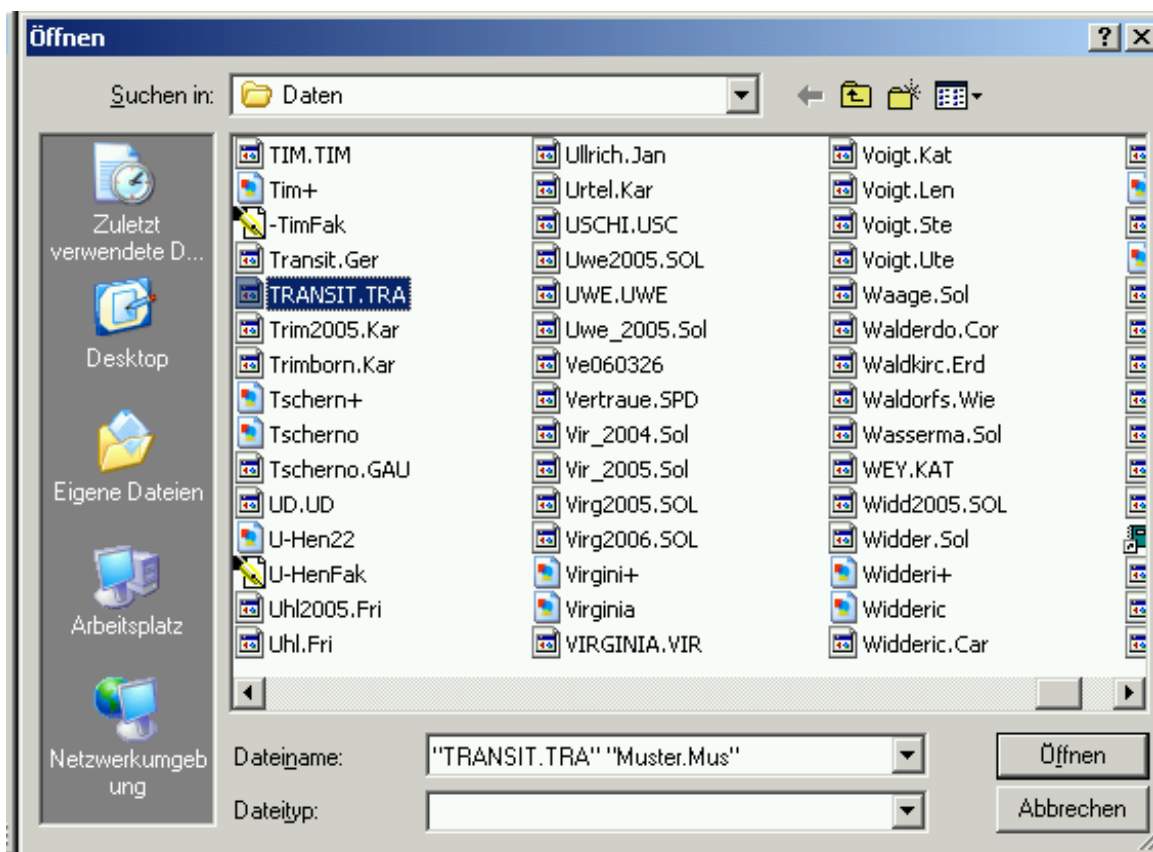 Öffnen
Suchen in:
Daten
Zuletzt
verwendete D...
Desktop
Eigene Dateien
Arbeitsplatz
Netzwerkumgeb
ung
TIM.TIM
Tim+
-TimFak
Transit.Ger
TRANSIT.TRA
Trim2005.Kar
Trimborn.Kar
Tschern+
Tscherno
Tscherno.GAU
UD.UD
U-Hen22
U-HenFak
Uhl2005.Fri
Uhl.Fri
Ullrich.Jan
Urtel.Kar
USCHI.USC
Uwe2005.SOL
UWE.UWE
Uwe_2005.Sol
Ve060326
Vertraue.SPD
Vir_2004.Sol
Vir_2005.Sol
Virg2005.SOL
Virg2006.SOL
Virgini+
Virginia
VIRGINIA.VIR
Voigt.Kat
Voigt.Len
Voigt.Ste
Voigt.Ute
Waage.Sol
Walderdo.Cor
Waldkirc.Erd
Waldorfs.Wie
Wasserma.Sol
WEY.KAT
Widd2005.SOL
Widder.Sol
Widderi+
Widderic
Widderic.Car
Dateiname:
"TRANSIT.TRA" "Muster.Mus"
Öffnen
Dateityp:
Abbrechen